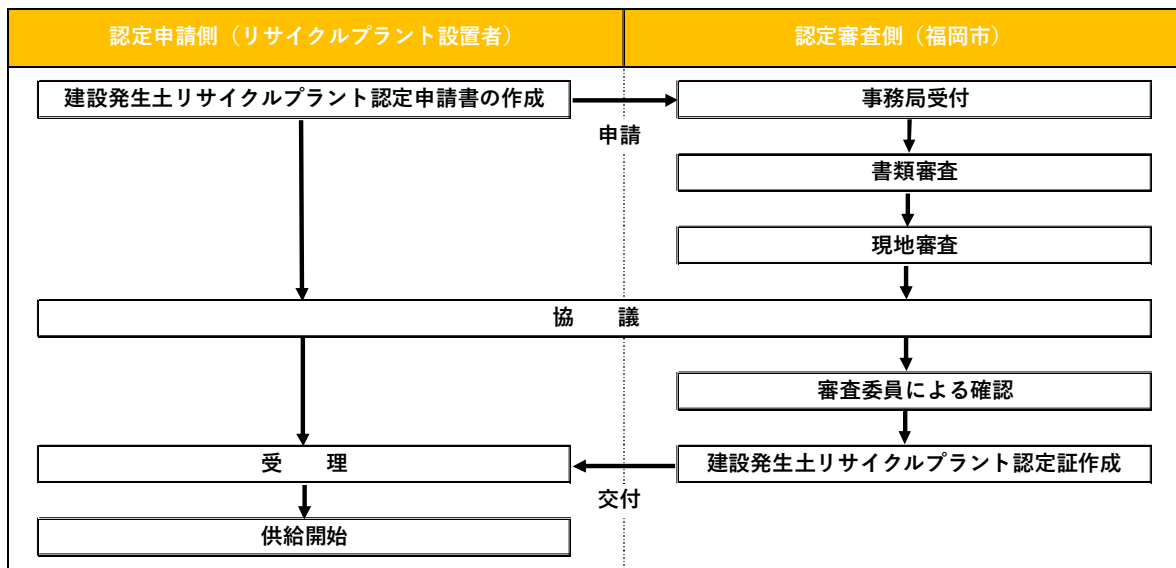 認定申請側（リサイクルプラント設置者）
認定審査側（福岡市）
建設発生土リサイクルプラント認定申請書の作成
事務局受付
申請
書類審査
現地審査
協　　議
審査委員による確認
受　　理
建設発生土リサイクルプラント認定証作成
交付
供給開始